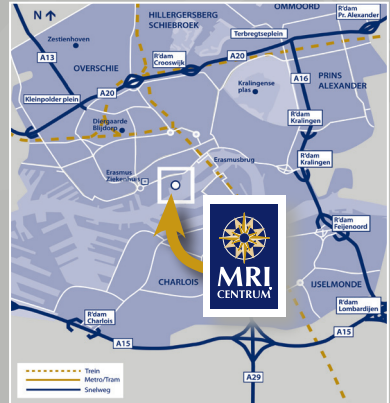 N
HILLERGERSBERG
SCHIEBROEK
OMMOORD
R'dam
Pr. Alexander
Zestienhoven
Terbregtseplein
A13
R'dam
Crooswijk
A20
OVERSCHIE
Kralingense
plas
A16
PRINS
ALEXANDER
A20
Kleinpolder plein
R'dam
Kralingen
Diergaarde
Blijdorp
Erasmusbrug
R'dam
Kralingen
Erasmus
Ziekenhuis
R'dam
Feijenoord
MRI
CENTRUM
CHARLOIS
IJSELMONDE
R'dam
Charlois
R'dam
Lombardijen
A15
A15
Trein
Metro/Tram
Snelweg
A29